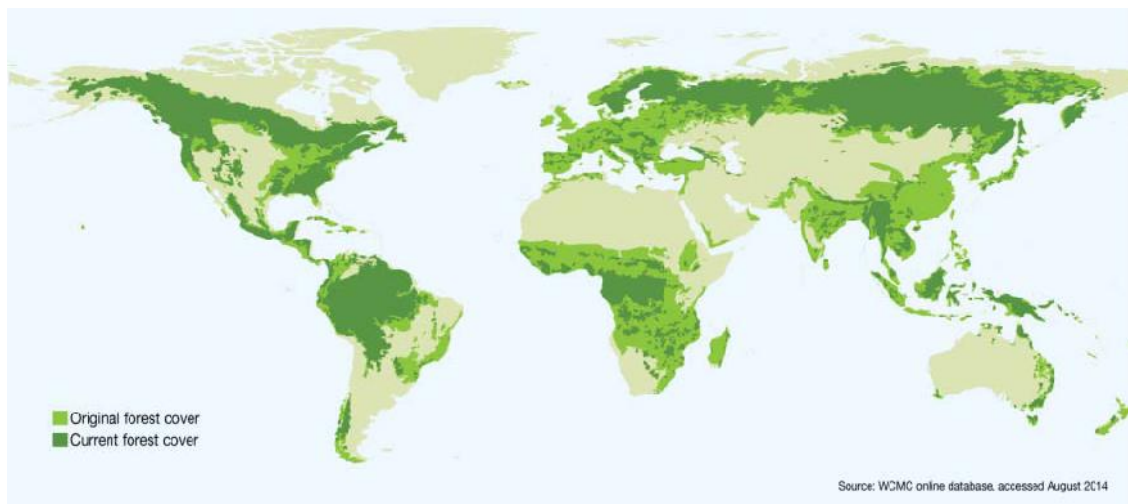 Original forest cover
Current forest cover
Source: WCMC online database, accessed August 2014